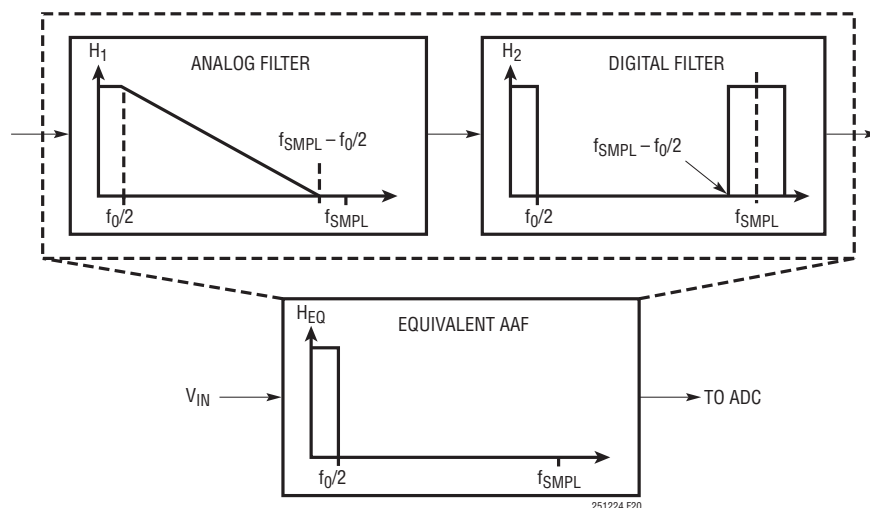 H1
ANALOG FILTER
fSMPL – f0/2
f0/2
fSMPL
H2
DIGITAL FILTER
fSMPL – f0/2
f0/2
fSMPL
HEQ
EQUIVALENT AAF
VIN
TO ADC
f0/2
fSMPL
251224 F20